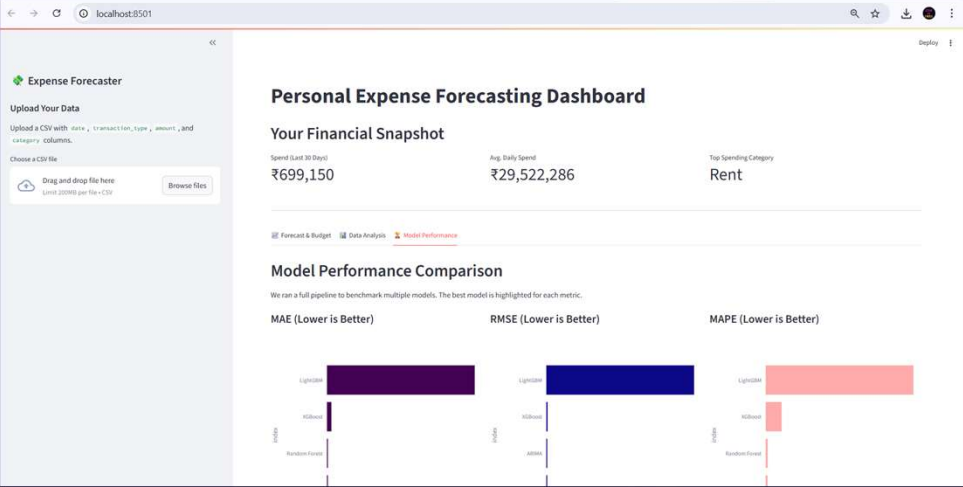 localhost:8501
Deploy
Expense Forecaster
Upload Your Data
Upload a CSV with date, transaction_type, amount, and
category columns.
Choose a CSV file
Drag and drop file here
Limit 200MB per file • CSV
Browse files
Personal Expense Forecasting Dashboard
Your Financial Snapshot
Spend (Last 30 Days)
₹699,150
Avg. Daily Spend
₹29,522,286
Top Spending Category
Rent
Forecast & Budget
Data Analysis
Model Performance
Model Performance Comparison
We ran a full pipeline to benchmark multiple models. The best model is highlighted for each metric.
MAE (Lower is Better)
LightGBM
XGBoost
Random Forest
index
RMSE (Lower is Better)
LightGBM
XGBoost
ARIMA
index
MAPE (Lower is Better)
LightGBM
XGBoost
Random Forest
index